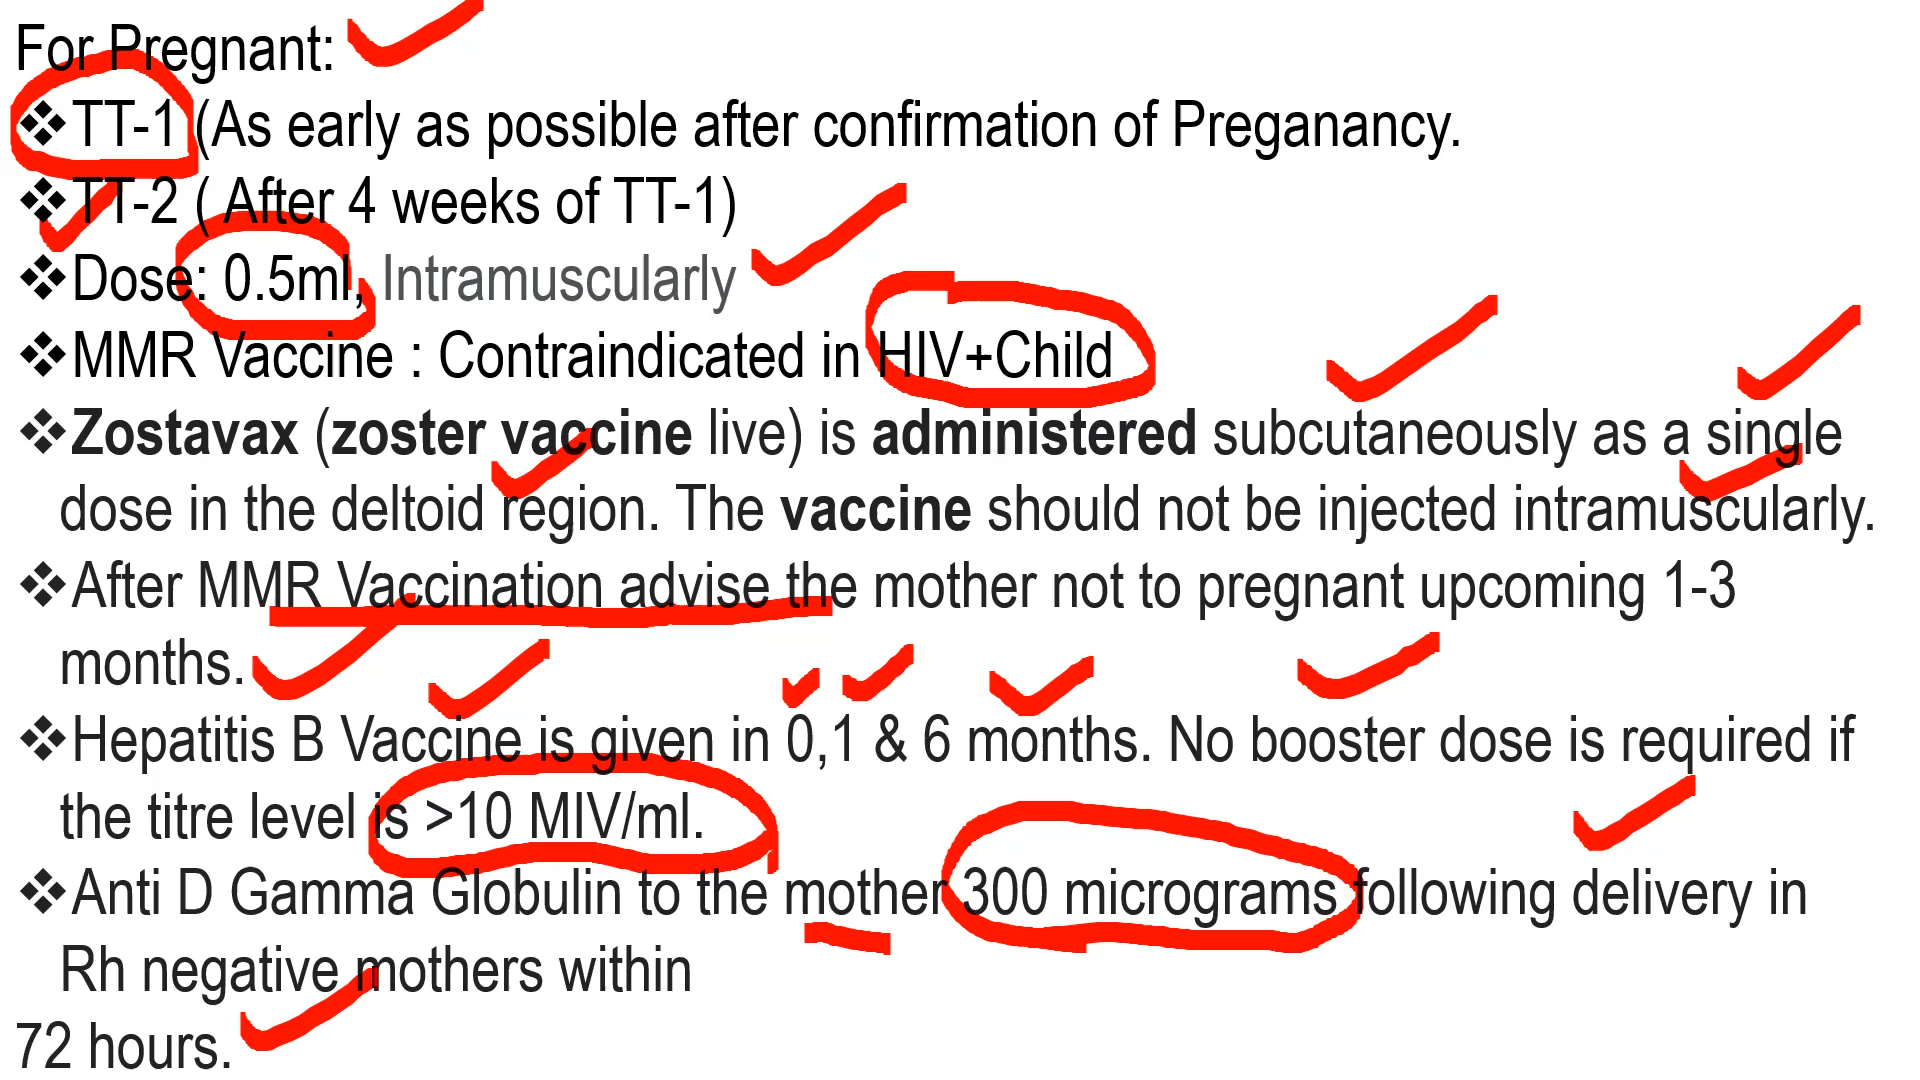 For Pregnant:
❖TT-1 (As early as possible after confirmation of Preganancy.
❖TT-2 ( After 4 weeks of TT-1)
❖Dose: 0.5ml, Intramuscularly
❖MMR Vaccine : Contraindicated in HIV+Child
❖Zostavax (zoster vaccine live) is administered subcutaneously as a single
dose in the deltoid region. The vaccine should not be injected intramuscularly.
❖After MMR Vaccination advise the mother not to pregnant upcoming 1-3
months.
❖Hepatitis B Vaccine is given in 0,1 & 6 months. No booster dose is required if
the titre level is >10 MIV/ml.
❖Anti D Gamma Globulin to the mother 300 micrograms following delivery in
Rh negative mothers within
72 hours.